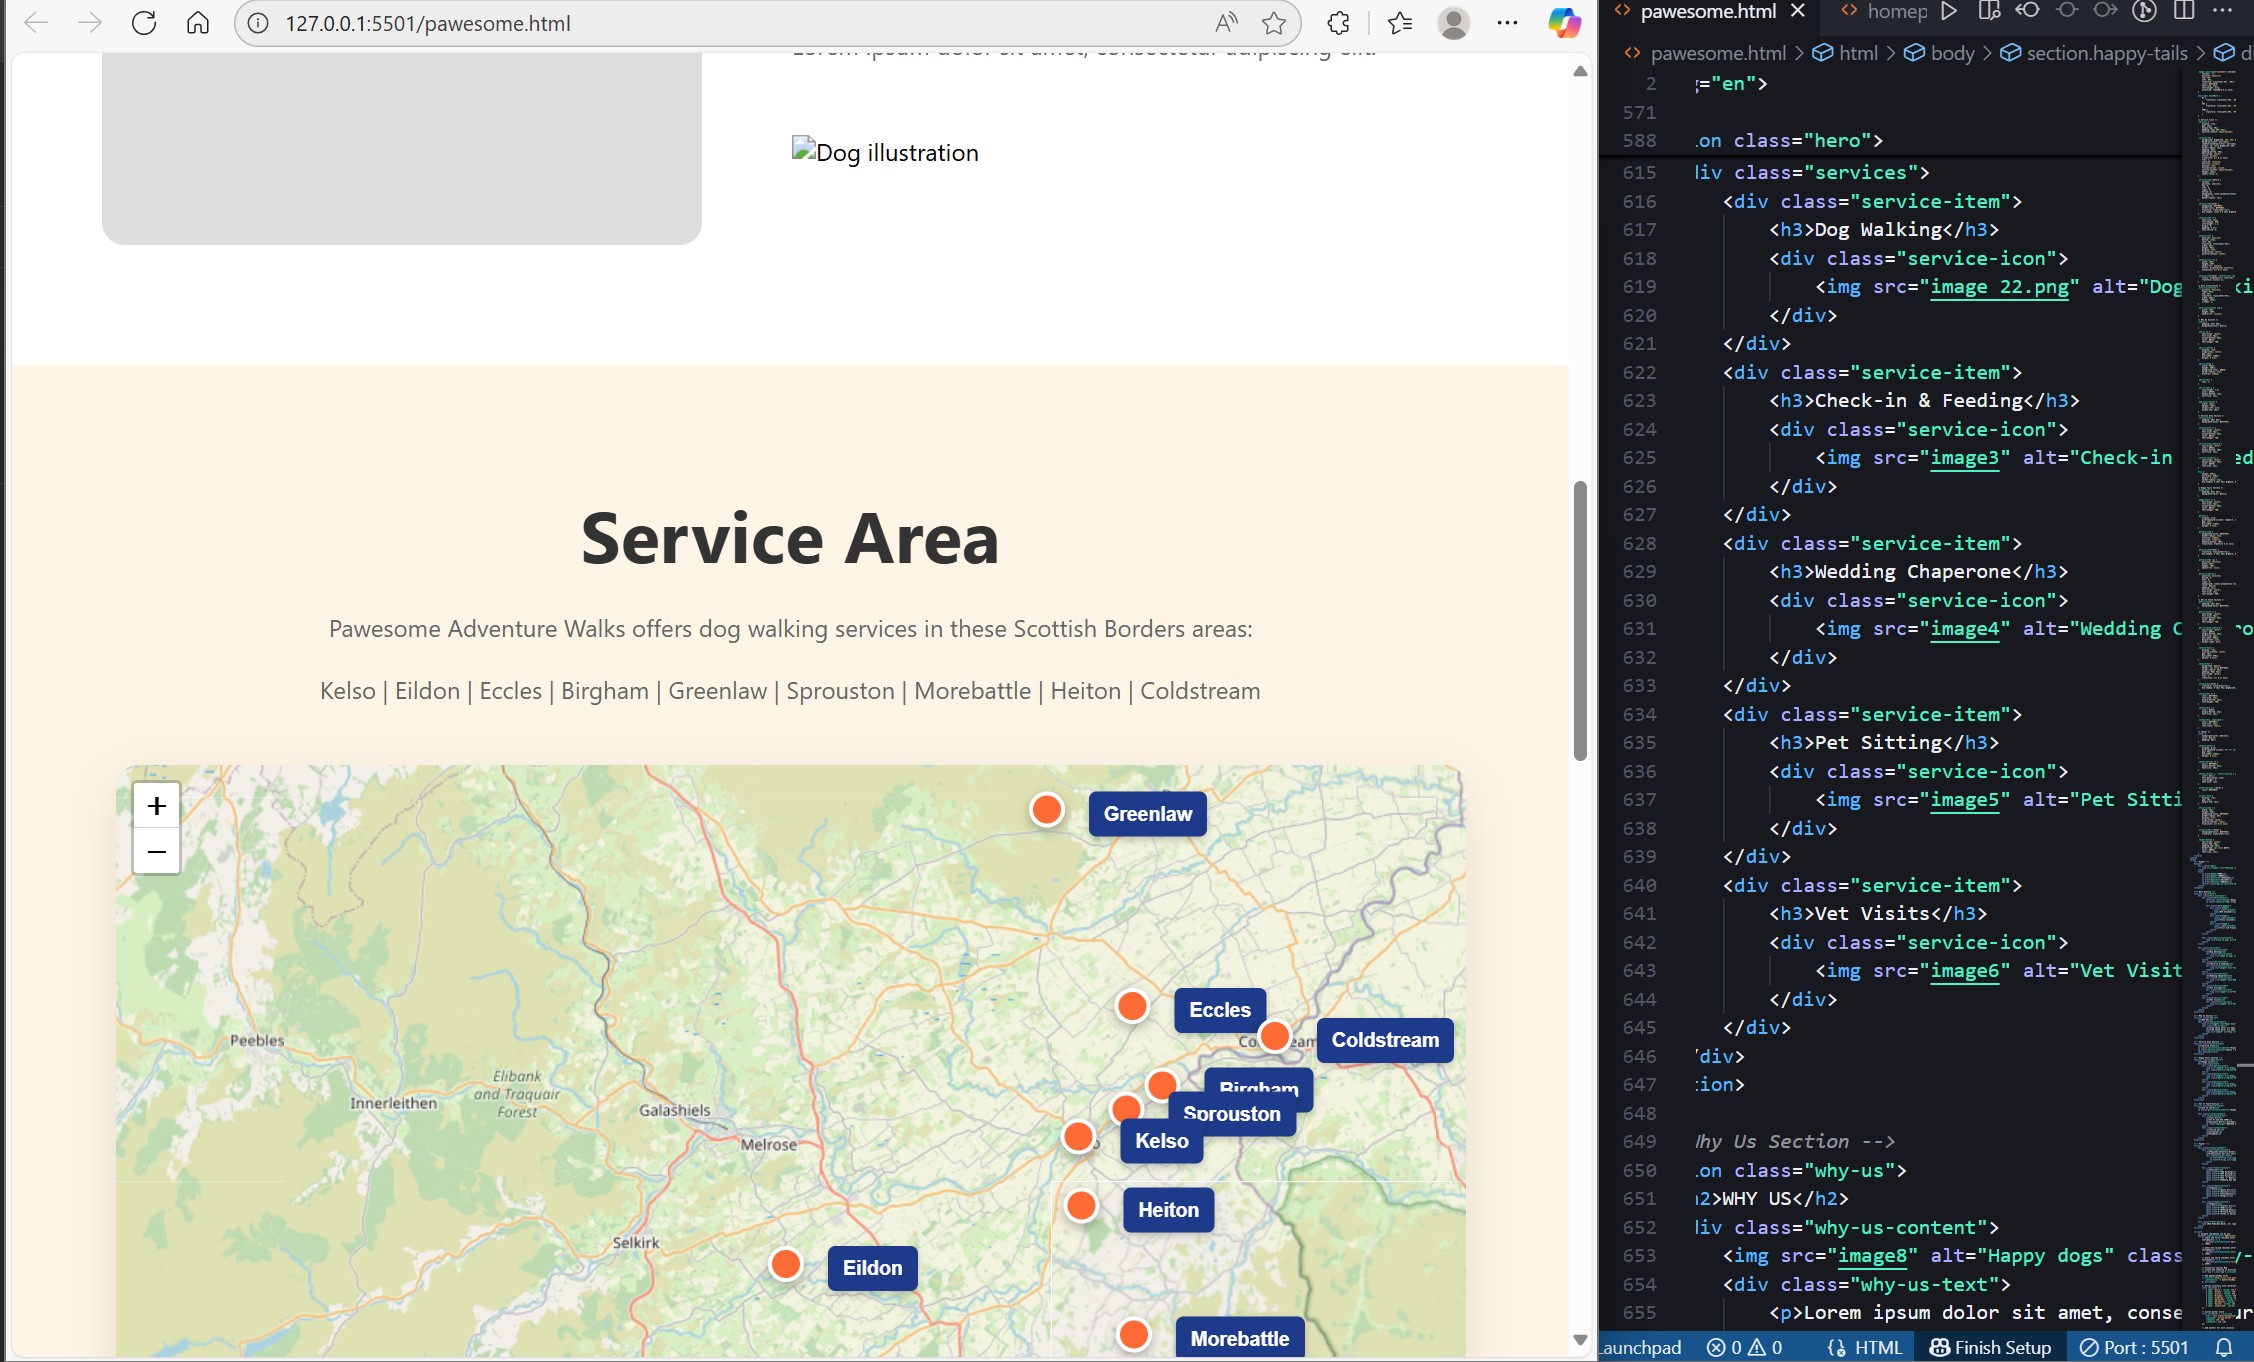 127.0.0.1:5501/pawesome.html
Lorem ipsum dolor sit amet, consectetur adipiscing elit.
Dog illustration
Service Area
Pawesome Adventure Walks offers dog walking services in these Scottish Borders areas:
Kelso | Eildon | Eccles | Birgham | Greenlaw | Sprouston | Morebattle | Heiton | Coldstream
+
−
Greenlaw
Eccles
Coldstream
Peebles
Birgham
Elibank
and Traquair
Forest
Innerleithen
Galashiels
Sprouston
Melrose
Kelso
Heiton
Selkirk
Eildon
Morebattle
pawesome.html
homep
pawesome.html > html > body > section.happy-tails >
2 ="en">
571
588 on class="hero">
615 iv class="services">
616 <div class="service-item">
617 <h3>Dog Walking</h3>
618 <div class="service-icon">
619 <img src="image 22.png" alt="Dog
620 </div>
621 </div>
622 <div class="service-item">
623 <h3>Check-in & Feeding</h3>
624 <div class="service-icon">
625 <img src="image3" alt="Check-in
626 </div>
627 </div>
628 <div class="service-item">
629 <h3>Wedding Chaperone</h3>
630 <div class="service-icon">
631 <img src="image4" alt="Wedding C
632 </div>
633 </div>
634 <div class="service-item">
635 <h3>Pet Sitting</h3>
636 <div class="service-icon">
637 <img src="image5" alt="Pet Sitti
638 </div>
639 </div>
640 <div class="service-item">
641 <h3>Vet Visits</h3>
642 <div class="service-icon">
643 <img src="image6" alt="Vet Visit
644 </div>
645 </div>
646 div>
647 tion>
648
649 hy Us Section -->
650 on class="why-us">
651 h2>WHY US</h2>
652 div class="why-us-content">
653 <img src="image8" alt="Happy dogs" class
654 <div class="why-us-text">
655 <p>Lorem ipsum dolor sit amet, conse
Launchpad 0 0 HTML Finish Setup Port : 5501